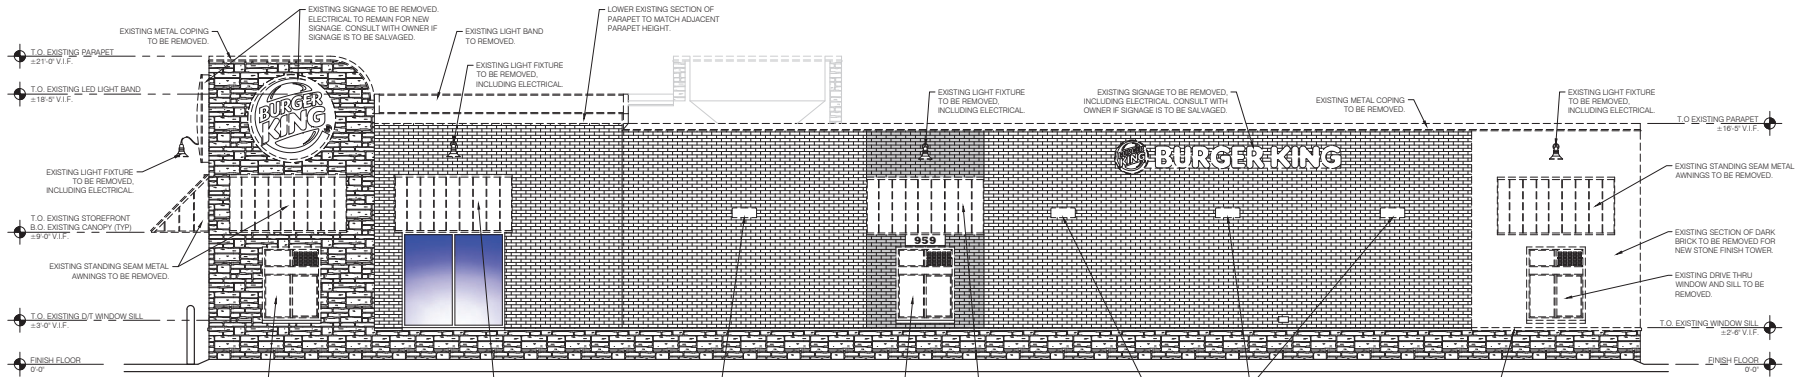 EXISTING METAL COPING
TO BE REMOVED.
EXISTING SIGNAGE TO BE REMOVED.
ELECTRICAL TO REMAIN FOR NEW
SIGNAGE. CONSULT WITH OWNER IF
SIGNAGE IS TO BE SALVAGED.
EXISTING LIGHT BAND
TO REMOVED.
LOWER EXISTING SECTION OF
PARAPET TO MATCH ADJACENT
PARAPET HEIGHT.
T.O. EXISTING PARAPET
±21'-0" V.I.F.
T.O. EXISTING LED LIGHT BAND
±18'-5" V.I.F.
EXISTING LIGHT FIXTURE
TO BE REMOVED,
INCLUDING ELECTRICAL.
EXISTING LIGHT FIXTURE
TO BE REMOVED,
INCLUDING ELECTRICAL.
EXISTING SIGNAGE TO BE REMOVED,
INCLUDING ELECTRICAL. CONSULT WITH
OWNER IF SIGNAGE IS TO BE SALVAGED.
EXISTING METAL COPING
TO BE REMOVED.
EXISTING LIGHT FIXTURE
TO BE REMOVED,
INCLUDING ELECTRICAL.
T.O EXISTING PARAPET
±16'-5" V.I.F.
BURGER
KING
BURGER
KING
BURGER KING
EXISTING LIGHT FIXTURE
TO BE REMOVED,
INCLUDING ELECTRICAL.
EXISTING STANDING SEAM METAL
AWNINGS TO BE REMOVED.
T.O. EXISTING STOREFRONT
B.O. EXISTING CANOPY (TYP)
±9'-0" V.I.F.
959
EXISTING SECTION OF DARK
BRICK TO BE REMOVED FOR
NEW STONE FINISH TOWER.
EXISTING STANDING SEAM METAL
AWNINGS TO BE REMOVED.
EXISTING DRIVE THRU
WINDOW AND SILL TO BE
REMOVED.
T.O. EXISTING D/T WINDOW SILL
±3'-0" V.I.F.
T.O. EXISTING WINDOW SILL
±2'-6" V.I.F.
FINISH FLOOR
0'-0"
FINISH FLOOR
0'-0"